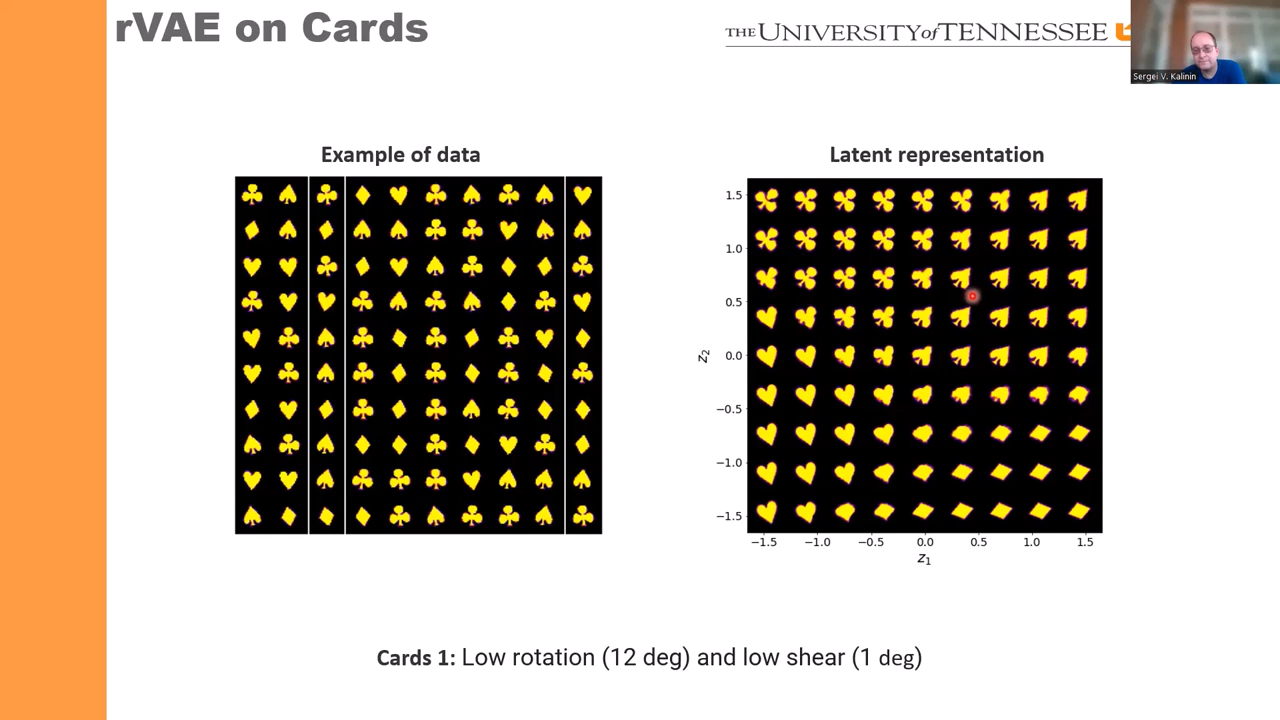 rVAE on Cards
THE UNIVERSITY of TENNESSEE
Sergei V. Kalinin
Example of data
Latent representation
1.5
1.0
0.5
0.0
−0.5
−1.0
−1.5
z2
−1.5 −1.0 −0.5 0.0 0.5 1.0 1.5
z1
Cards 1: Low rotation (12 deg) and low shear (1 deg)